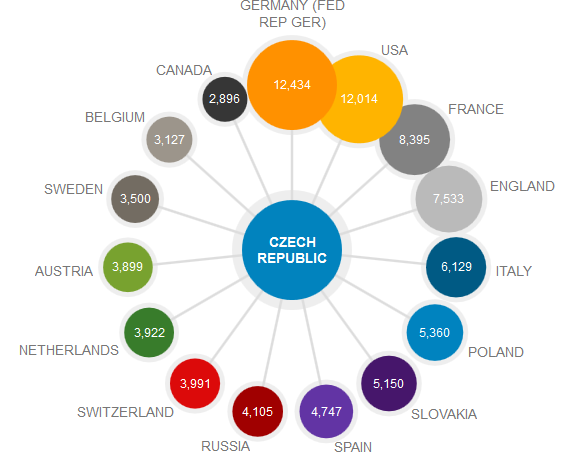 GERMANY (FED
REP GER)
12,434
USA
12,014
FRANCE
8,395
ENGLAND
7,533
ITALY
6,129
POLAND
5,360
SLOVAKIA
5,150
SPAIN
4,747
RUSSIA
4,105
SWITZERLAND
3,991
NETHERLANDS
3,922
AUSTRIA
3,899
SWEDEN
3,500
BELGIUM
3,127
CANADA
2,896
CZECH
REPUBLIC